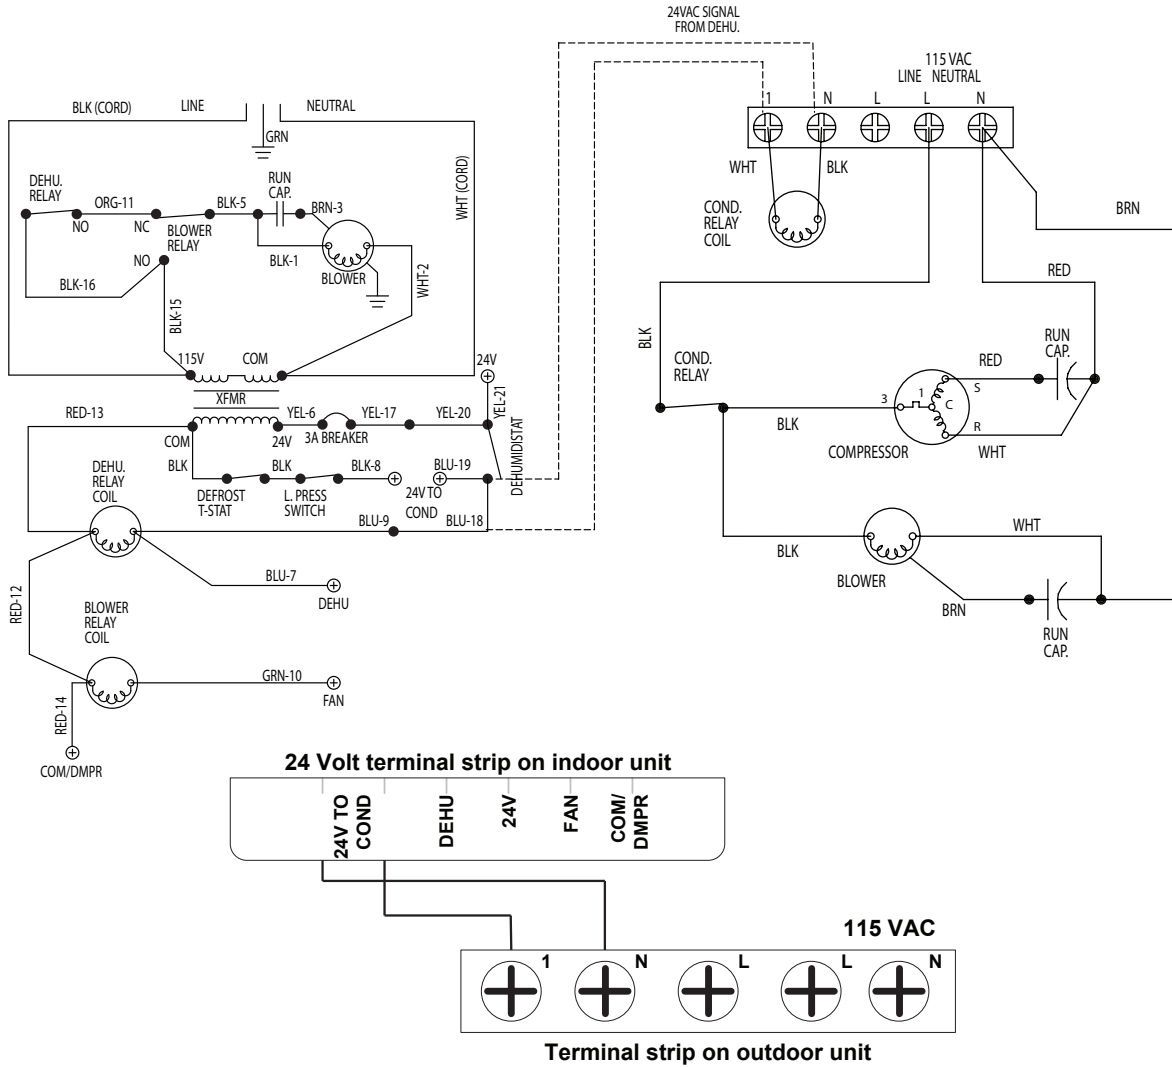 24VAC SIGNAL
FROM DEHU.
115 VAC
LINE NEUTRAL
1 N L L N
BLK (CORD) LINE NEUTRAL
GRN
WHT (CORD)
DEHU.
RELAY
ORG-11
BLK-5
RUN
CAP.
BRN-3
NO
NC
BLOWER
RELAY
BLK-1
BLOWER
NO
BLK-16
BLK-15
WHT-2
115V
COM
24V
XFMR
RED-13
YEL-6
YEL-17
YEL-20
YEL-21
COM
24V
3A BREAKER
DEHUMIDISTAT
BLK
BLK
BLK-8
BLU-19
DEFROST
T-STAT
L. PRESS
SWITCH
24V TO
COND
DEHU.
RELAY
COIL
BLU-9
BLU-18
BLU-7
DEHU
RED-12
BLOWER
RELAY
COIL
GRN-10
FAN
RED-14
COM/DMPR
WHT
BLK
COND.
RELAY
COIL
BRN
RED
BLK
COND.
RELAY
RED
RUN
CAP.
3
1
C
S
R
BLK
COMPRESSOR
WHT
BLK
WHT
BLOWER
BRN
RUN
CAP.
24 Volt terminal strip on indoor unit
24V TO
COND
DEHU
24V
FAN
COM/
DMPR
115 VAC
1 N L L N
Terminal strip on outdoor unit